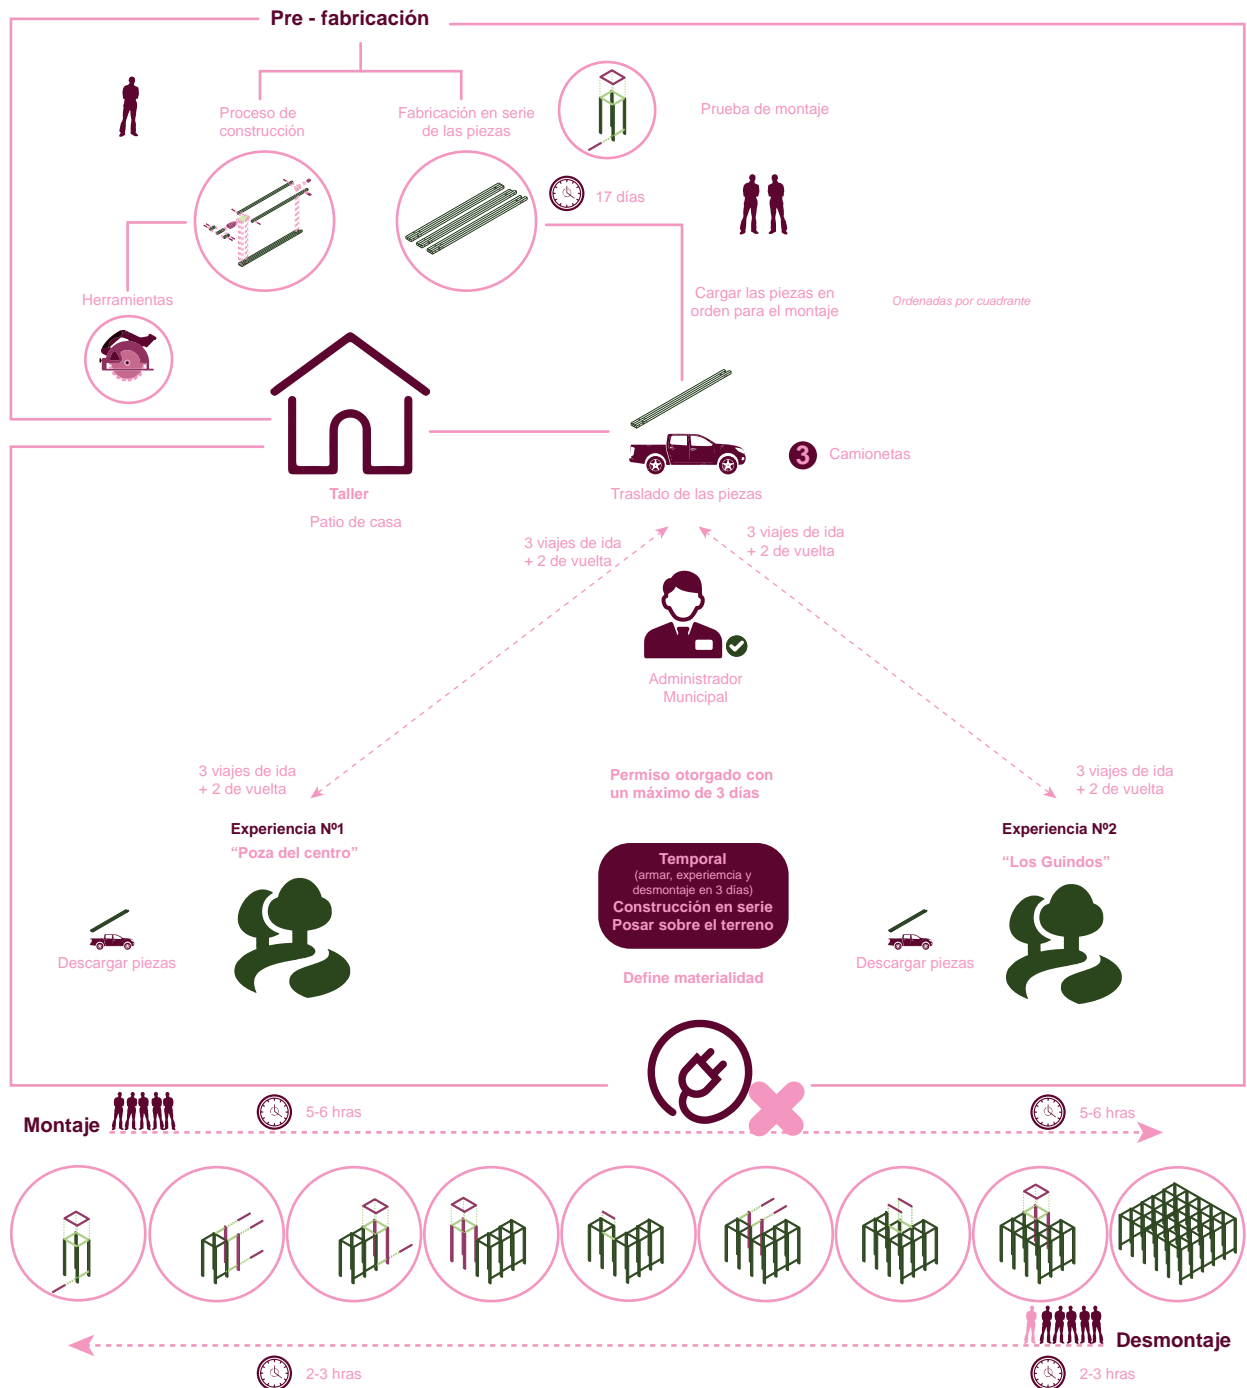 Pre - fabricación
Proceso de
construcción
Fabricación en serie
de las piezas
Prueba de montaje
17 días
Herramientas
Cargar las piezas en
orden para el montaje
Ordenadas por cuadrante
3
Camionetas
Taller
Patio de casa
Traslado de las piezas
3 viajes de ida
+ 2 de vuelta
3 viajes de ida
+ 2 de vuelta
Administrador
Municipal
3 viajes de ida
+ 2 de vuelta
Permiso otorgado con
un máximo de 3 días
3 viajes de ida
+ 2 de vuelta
Experiencia Nº1
“Poza del centro”
Experiencia Nº2
“Los Guindos”
Temporal
(armar, experiemcia y
desmontaje en 3 días)
Construcción en serie
Posar sobre el terreno
Descargar piezas
Descargar piezas
Define materialidad
Montaje
5-6 hras
5-6 hras
Desmontaje
2-3 hras
2-3 hras